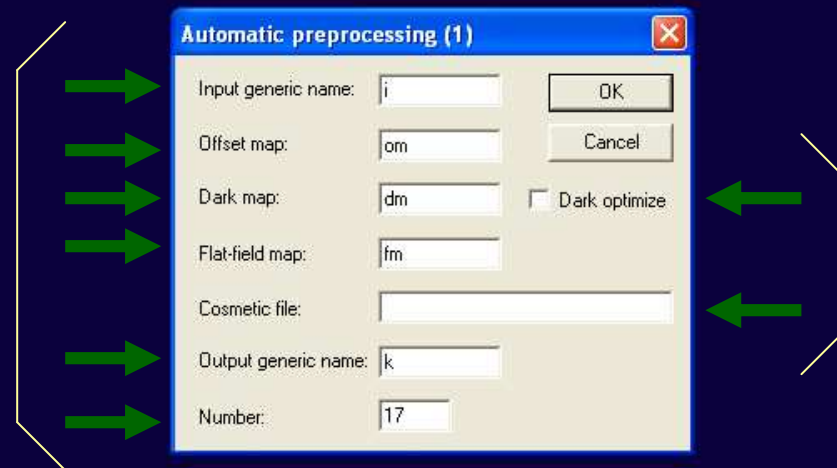 Automatic preprocessing (1)
Input generic name: i OK
Offset map: om Cancel
Dark map: dm Dark optimize
Flat-field map: fm
Cosmetic file:
Output generic name: k
Number: 17